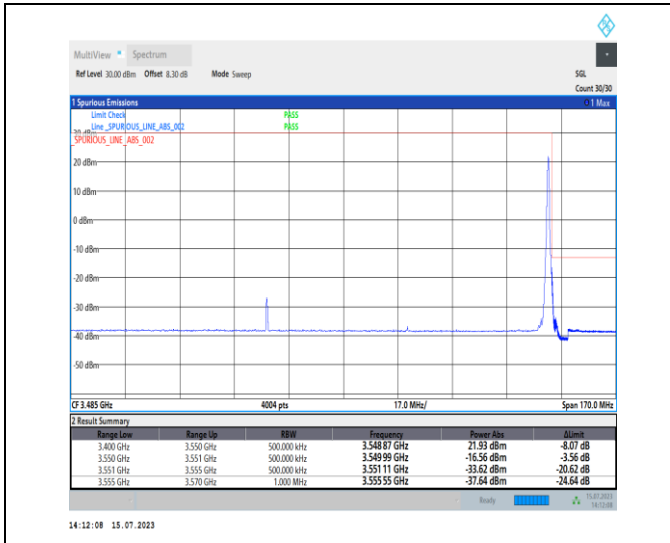 MultiView Spectrum
Ref Level 30.00 dBm Offset 8.30 dB Mode Sweep SGL
Count 30/30
1 Spurious Emissions 1 Max
Limit Check PASS
Line _SPURIOUS_LINE_ABS_002 PASS
30 dBm
_SPURIOUS_LINE_ABS_002
20 dBm
10 dBm
0 dBm
-10 dBm
-20 dBm
-30 dBm
-40 dBm
-50 dBm
CF 3.485 GHz 4004 pts 17.0 MHz/ Span 170.0 MHz
2 Result Summary
Range Low Range Up RBW Frequency Power Abs ΔLimit
3.400 GHz 3.550 GHz 500.000 kHz 3.548 87 GHz 21.93 dBm -8.07 dB
3.550 GHz 3.551 GHz 500.000 kHz 3.549 99 GHz -16.56 dBm -3.56 dB
3.551 GHz 3.555 GHz 500.000 kHz 3.551 11 GHz -33.62 dBm -20.62 dB
3.555 GHz 3.570 GHz 1.000 MHz 3.555 55 GHz -37.64 dBm -24.64 dB
Ready 15.07.2023
14:12:08
14:12:08 15.07.2023